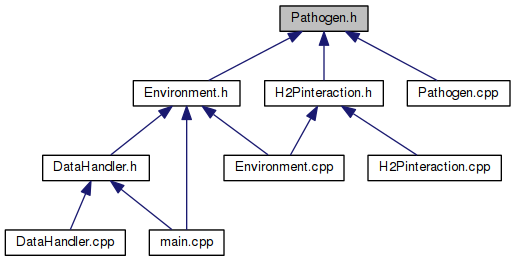 Pathogen.h
Environment.h
H2Pinteraction.h
Pathogen.cpp
DataHandler.h
Environment.cpp
H2Pinteraction.cpp
DataHandler.cpp
main.cpp